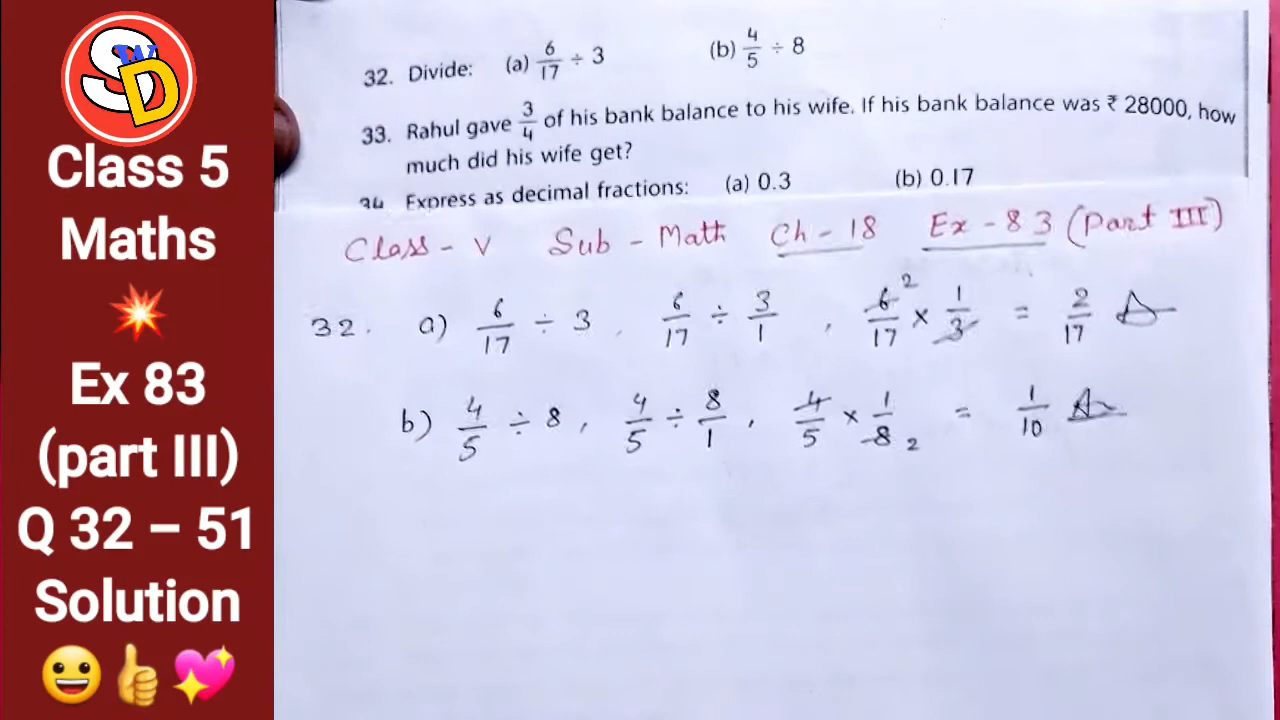 SWD
Class 5
Maths
💥
Ex 83
(part III)
Q 32 – 51
Solution
😀👍💖
32. Divide: (a) 6/17 ÷ 3 (b) 4/5 ÷ 8
33. Rahul gave 3/4 of his bank balance to his wife. If his bank balance was ₹ 28000, how
much did his wife get?
34 Express as decimal fractions: (a) 0.3 (b) 0.17
Class - V Sub - Math Ch - 18 Ex - 83 (Part III)
32. a) 6/17 ÷ 3 , 6/17 ÷ 3/1 , 6/17 2 × 1/3 = 2/17
b) 4/5 ÷ 8 , 4/5 ÷ 8/1 , 4/5 × 1/8 2 = 1/10